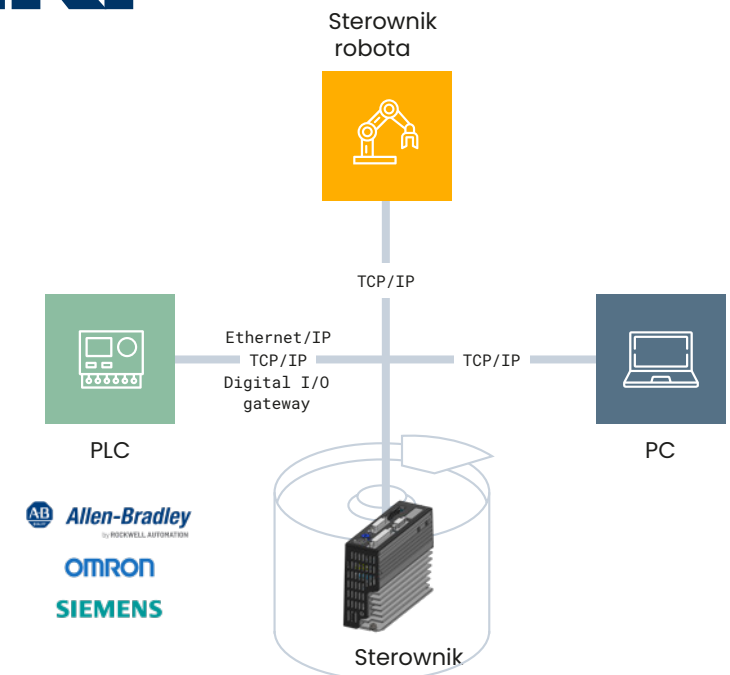 Sterownik
robota
TCP/IP
Ethernet/IP
TCP/IP
Digital I/O
gateway
TCP/IP
PLC
PC
AB
Allen-Bradley
by ROCKWELL AUTOMATION
OMRON
SIEMENS
Sterownik